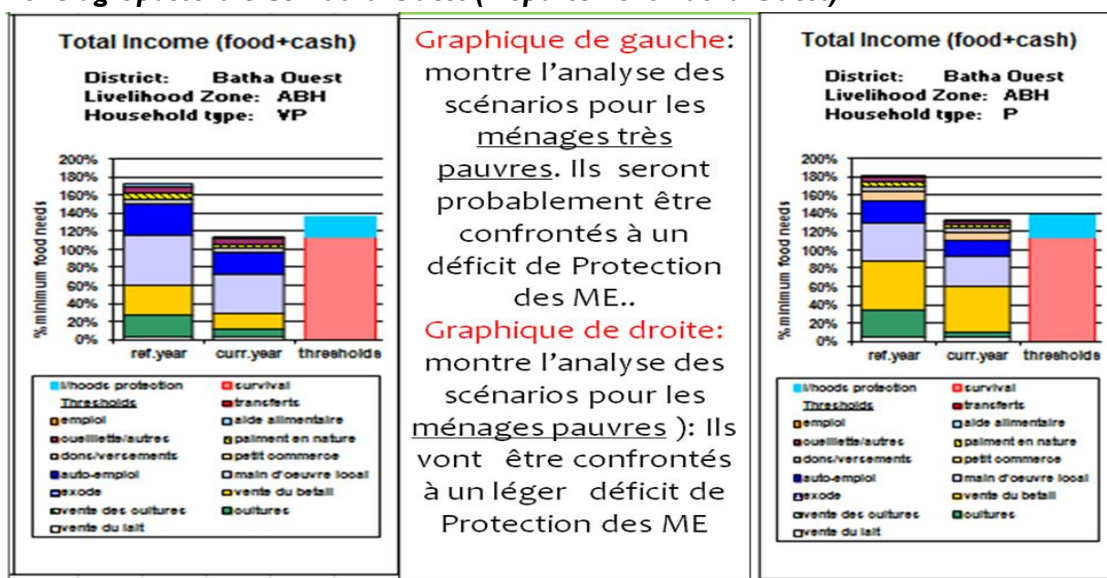 Total Income (food+cash)
District: Batha Ouest
Livelihood Zone: ABH
Household type: VP
% minimum food needs
200%
180%
160%
140%
120%
100%
80%
60%
40%
20%
0%
ref.year curr.year thresholds
l/hoods protection survival
Thresholds transferts
emploi aide alimentaire
oueillette/autres paiment en nature
dons/versements petit commerce
auto-emploi main d'oeuvre local
exode vente du betail
vente des cultures cultures
vente du lait
Graphique de gauche:
montre l'analyse des
scénarios pour les
ménages très
pauvres. Ils seront
probablement être
confrontés à un
déficit de Protection
des ME..
Graphique de droite:
montre l'analyse des
scénarios pour les
ménages pauvres ): Ils
vont être confrontés
à un léger déficit de
Protection des ME
Total Income (food+cash)
District: Batha Ouest
Livelihood Zone: ABH
Household type: P
% minimum food needs
200%
180%
160%
140%
120%
100%
80%
60%
40%
20%
0%
ref.year curr.year thresholds
l/hoods protection survival
Thresholds transferts
emploi aide alimentaire
oueillette/autres paiment en nature
dons/versements petit commerce
auto-emploi main d'oeuvre local
exode vente du betail
vente des cultures cultures
vente du lait